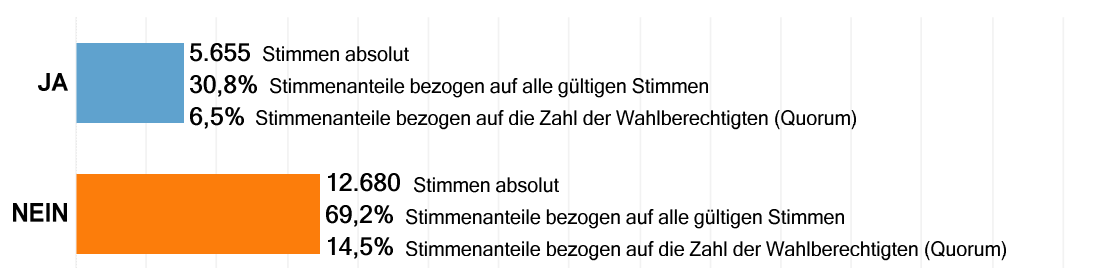 JA
5.655 Stimmen absolut
30,8% Stimmenanteile bezogen auf alle gültigen Stimmen
6,5% Stimmenanteile bezogen auf die Zahl der Wahlberechtigten (Quorum)
NEIN
12.680 Stimmen absolut
69,2% Stimmenanteile bezogen auf alle gültigen Stimmen
14,5% Stimmenanteile bezogen auf die Zahl der Wahlberechtigten (Quorum)